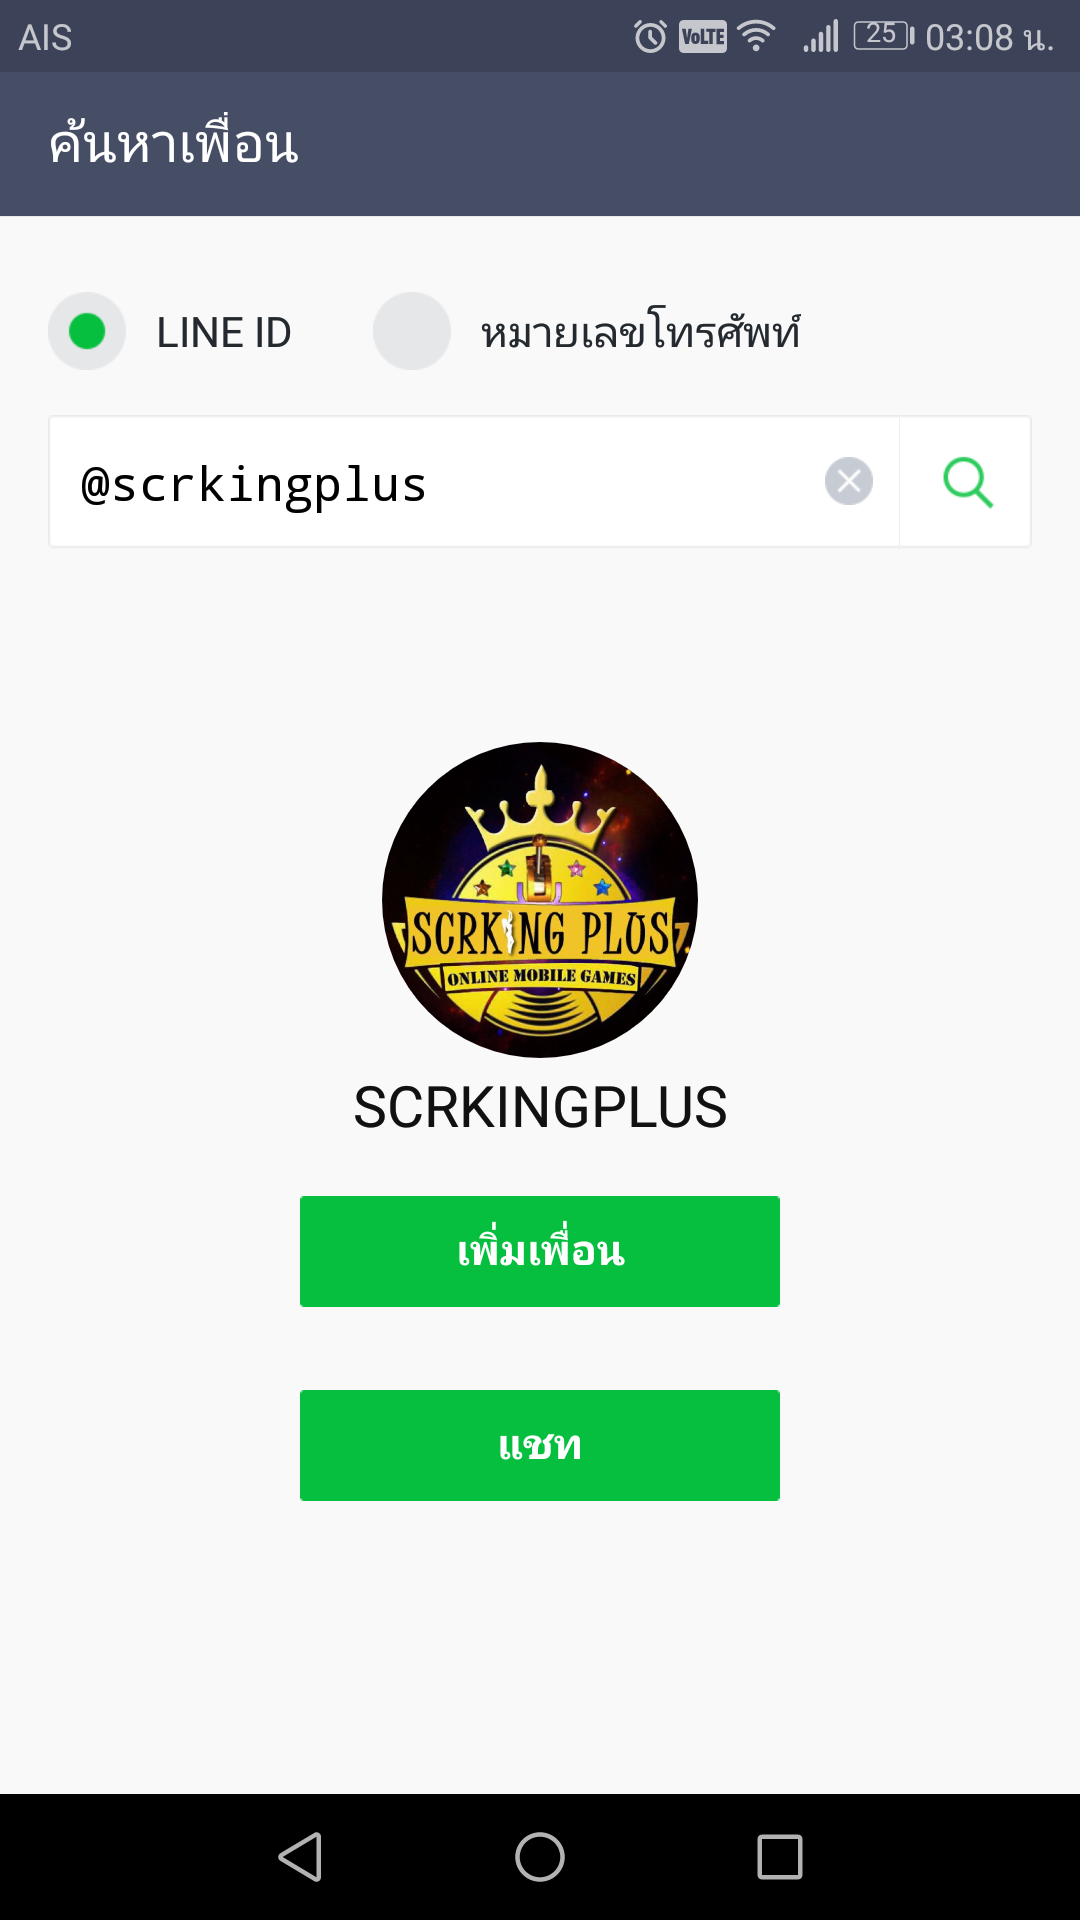 AIS VoLTE 25 03:08 น.
ค้นหาเพื่อน
LINE ID หมายเลขโทรศัพท์
@scrkingplus
SCRKING PLUS
ONLINE MOBILE GAMES
SCRKINGPLUS
เพิ่มเพื่อน
แชท